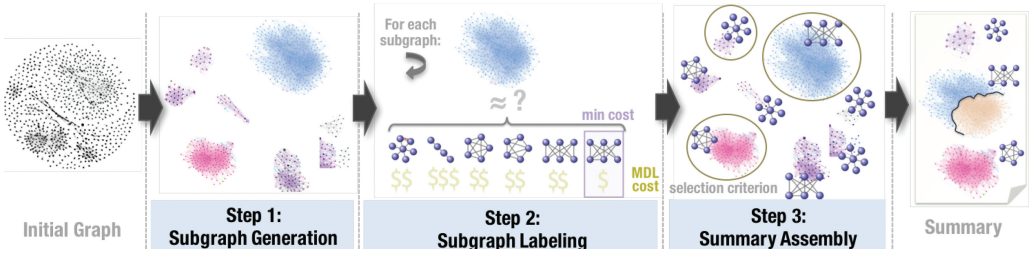 Initial Graph
Step 1:
Subgraph Generation
For each
subgraph:
≈ ?
min cost
$$ $$$ $$ $$ $$ $
MDL
cost
Step 2:
Subgraph Labeling
selection criterion
Step 3:
Summary Assembly
Summary